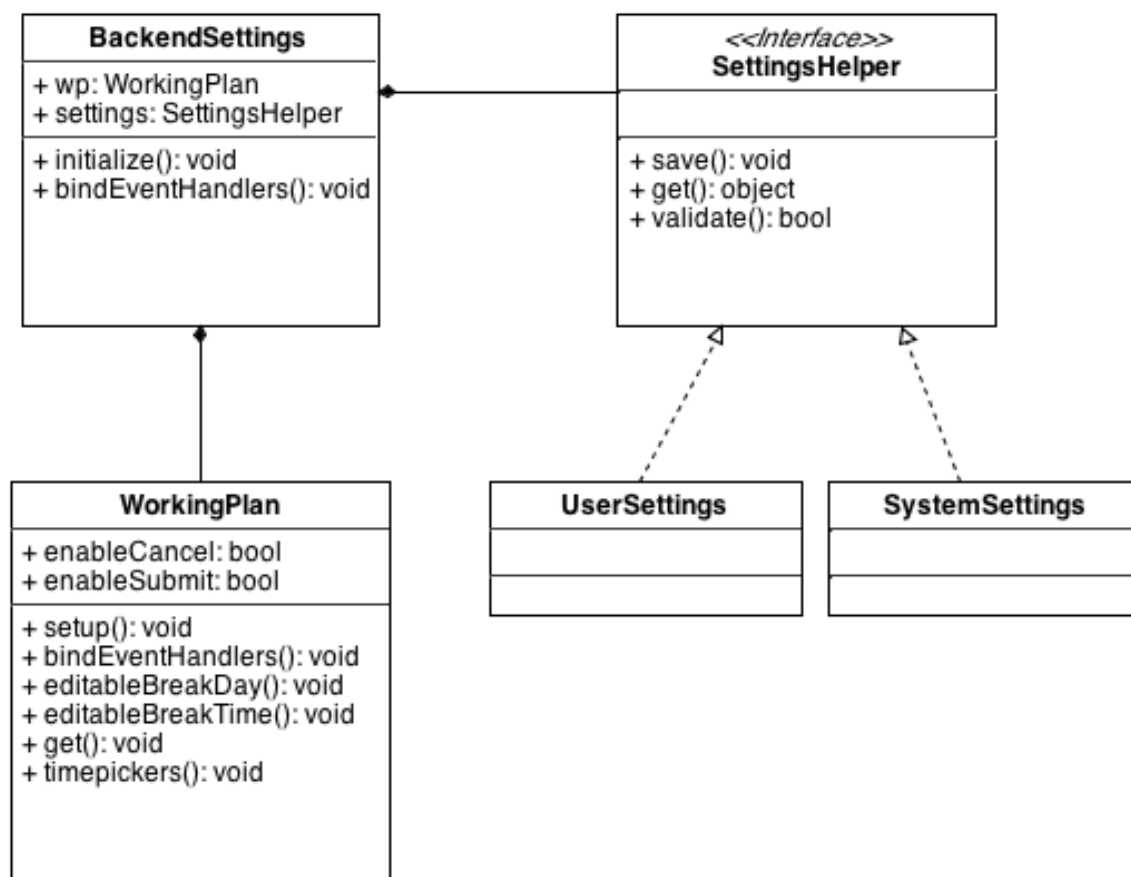 BackendSettings
+ wp: WorkingPlan
+ settings: SettingsHelper
+ initialize(): void
+ bindEventHandlers(): void
<<Interface>>
SettingsHelper
+ save(): void
+ get(): object
+ validate(): bool
WorkingPlan
+ enableCancel: bool
+ enableSubmit: bool
+ setup(): void
+ bindEventHandlers(): void
+ editableBreakDay(): void
+ editableBreakTime(): void
+ get(): void
+ timepickers(): void
UserSettings
SystemSettings